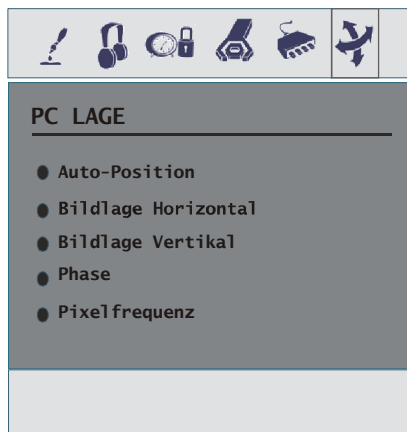 PC LAGE
Auto-Position
Bildlage Horizontal
Bildlage Vertikal
Phase
Pixelfrequenz